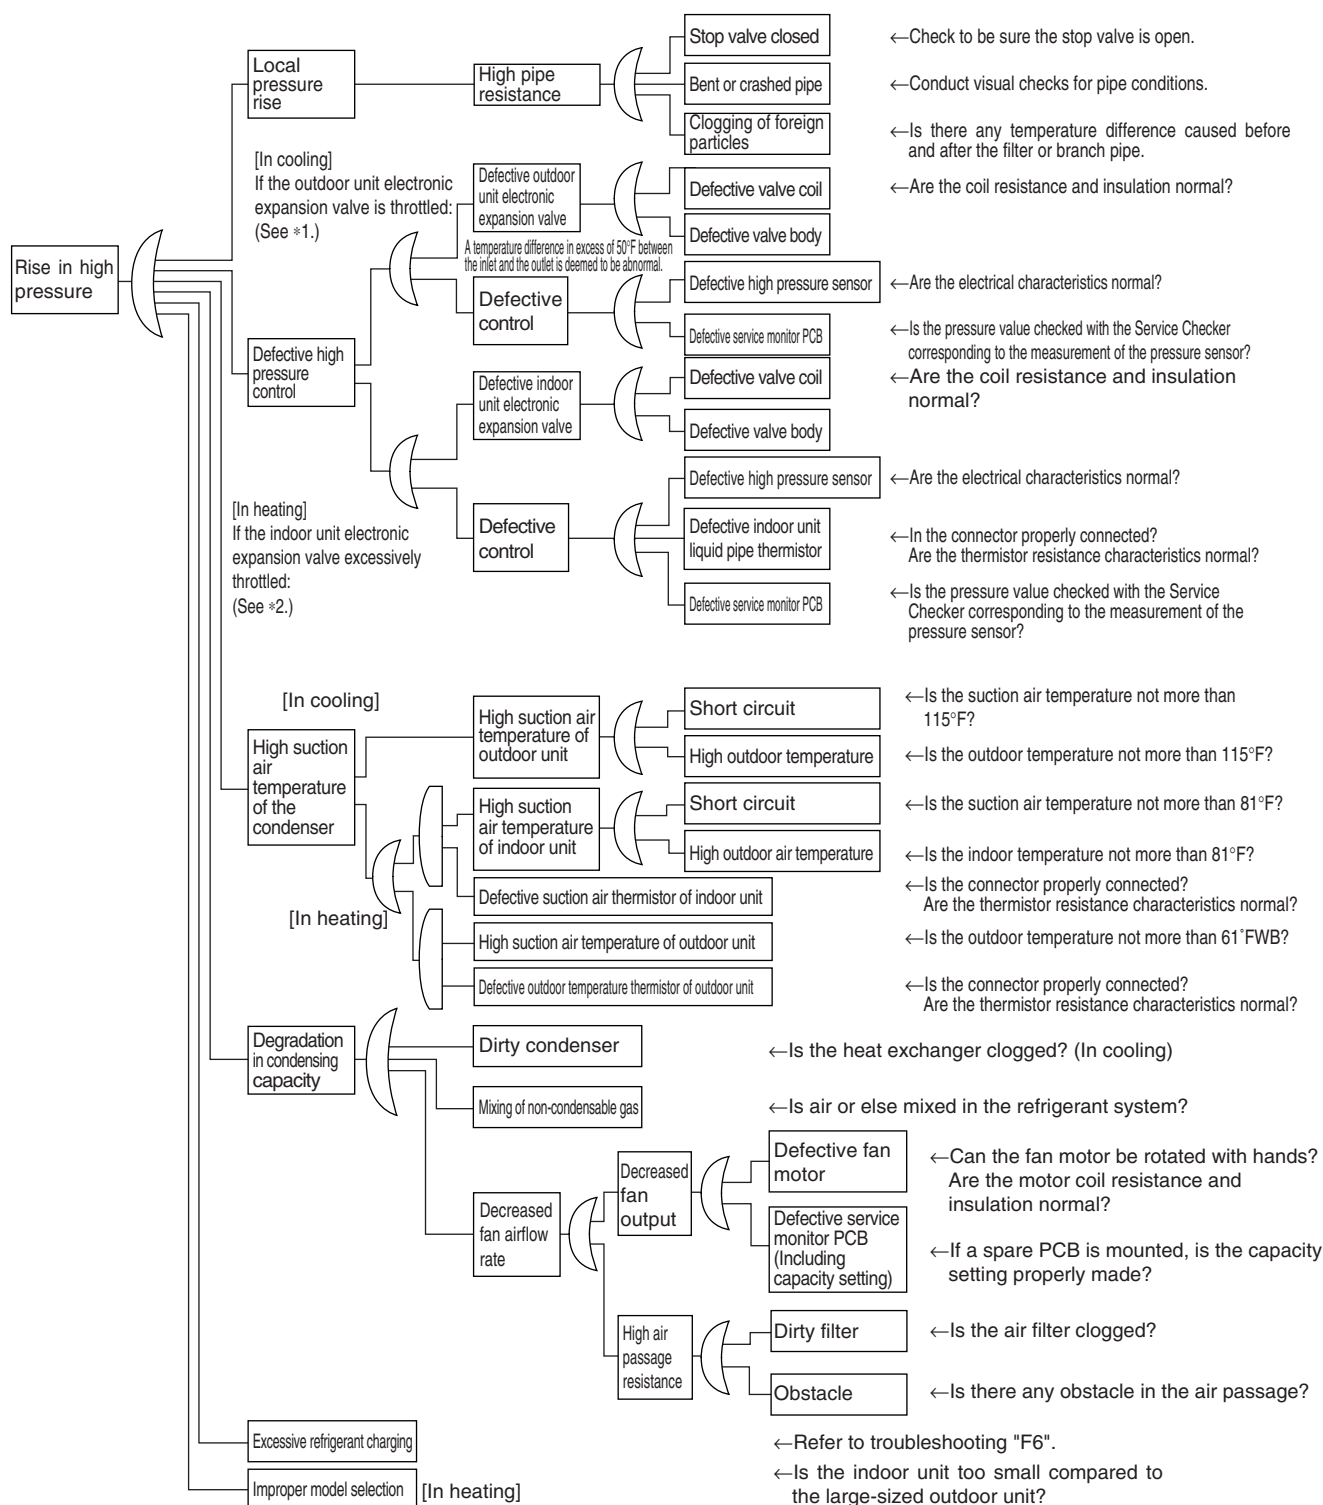 Stop valve closed
←Check to be sure the stop valve is open.
Local
pressure
rise
High pipe
resistance
Bent or crashed pipe
←Conduct visual checks for pipe conditions.
Clogging of foreign
particles
←Is there any temperature difference caused before
and after the filter or branch pipe.
[In cooling]
If the outdoor unit electronic
expansion valve is throttled:
(See *1.)
Defective outdoor
unit electronic
expansion valve
Defective valve coil
←Are the coil resistance and insulation normal?
Defective valve body
A temperature difference in excess of 50°F between
the inlet and the outlet is deemed to be abnormal.
Rise in high
pressure
Defective
control
Defective high pressure sensor
←Are the electrical characteristics normal?
Defective service monitor PCB
←Is the pressure value checked with the Service Checker
corresponding to the measurement of the pressure sensor?
Defective high
pressure
control
Defective indoor
unit electronic
expansion valve
Defective valve coil
←Are the coil resistance and insulation
normal?
Defective valve body
Defective high pressure sensor
←Are the electrical characteristics normal?
[In heating]
If the indoor unit electronic
expansion valve excessively
throttled:
(See *2.)
Defective
control
Defective indoor unit
liquid pipe thermistor
←In the connector properly connected?
Are the thermistor resistance characteristics normal?
Defective service monitor PCB
←Is the pressure value checked with the Service
Checker corresponding to the measurement of the
pressure sensor?
[In cooling]
High suction
air
temperature
of the
condenser
High suction air
temperature of
outdoor unit
Short circuit
←Is the suction air temperature not more than
115°F?
High outdoor temperature
←Is the outdoor temperature not more than 115°F?
High suction
air temperature
of indoor unit
Short circuit
←Is the suction air temperature not more than 81°F?
High outdoor air temperature
←Is the indoor temperature not more than 81°F?
Defective suction air thermistor of indoor unit
←Is the connector properly connected?
Are the thermistor resistance characteristics normal?
[In heating]
High suction air temperature of outdoor unit
←Is the outdoor temperature not more than 61˚FWB?
Defective outdoor temperature thermistor of outdoor unit
←Is the connector properly connected?
Are the thermistor resistance characteristics normal?
Degradation
in condensing
capacity
Dirty condenser
←Is the heat exchanger clogged? (In cooling)
Mixing of non-condensable gas
←Is air or else mixed in the refrigerant system?
Decreased
fan airflow
rate
Decreased
fan
output
Defective fan
motor
←Can the fan motor be rotated with hands?
Are the motor coil resistance and
insulation normal?
Defective service
monitor PCB
(Including
capacity setting)
←If a spare PCB is mounted, is the capacity
setting properly made?
High air
passage
resistance
Dirty filter
←Is the air filter clogged?
Obstacle
←Is there any obstacle in the air passage?
Excessive refrigerant charging
←Refer to troubleshooting "F6".
Improper model selection
[In heating]
←Is the indoor unit too small compared to
the large-sized outdoor unit?